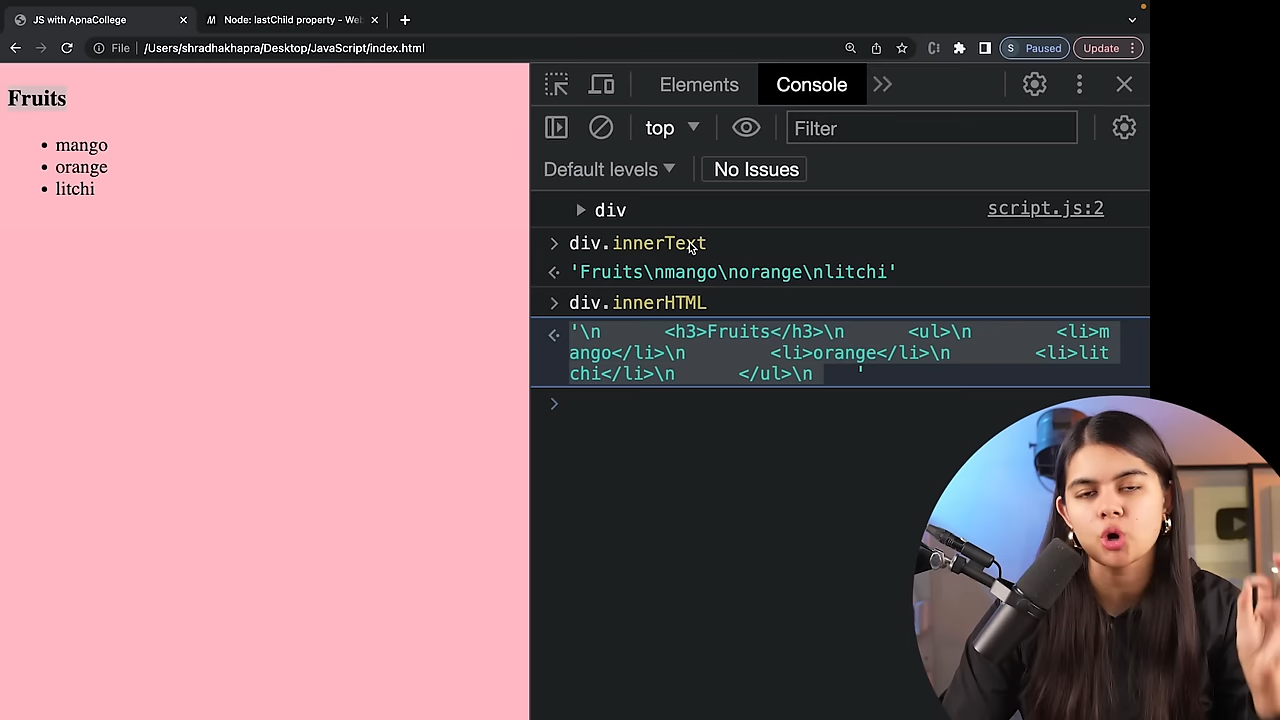 JS with ApnaCollege
Node: lastChild property - We
File
/Users/shradhakhapra/Desktop/JavaScript/index.html
S Paused
Update
Fruits
• mango
• orange
• litchi
Elements
Console
top
Filter
Default levels
No Issues
div
script.js:2
> div.innerText
'Fruits\nmango\norange\nlitchi'
> div.innerHTML
'\n      <h3>Fruits</h3>\n      <ul>\n        <li>m
ango</li>\n        <li>orange</li>\n        <li>lit
chi</li>\n      </ul>\n    '
>